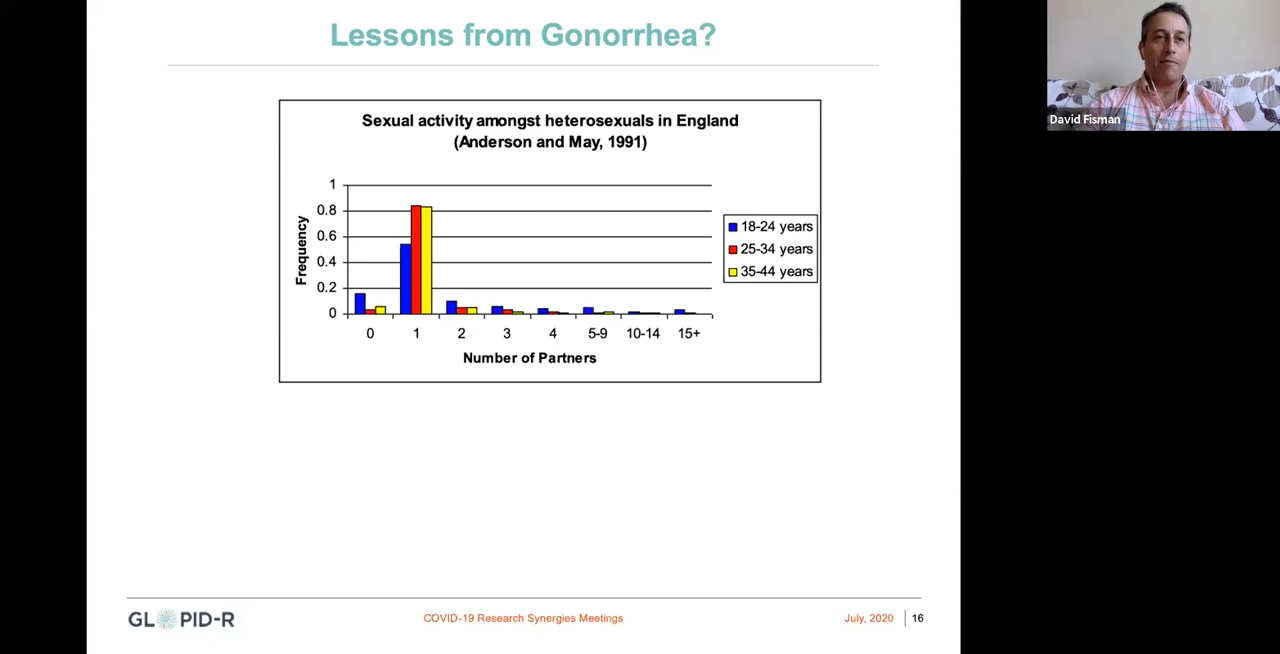 Lessons from Gonorrhea?
Sexual activity amongst heterosexuals in England
(Anderson and May, 1991)
Frequency
1
0.8
0.6
0.4
0.2
0
0 1 2 3 4 5-9 10-14 15+
Number of Partners
18-24 years
25-34 years
35-44 years
GLOPID-R
COVID-19 Research Synergies Meetings
July, 2020
16
David Fisman